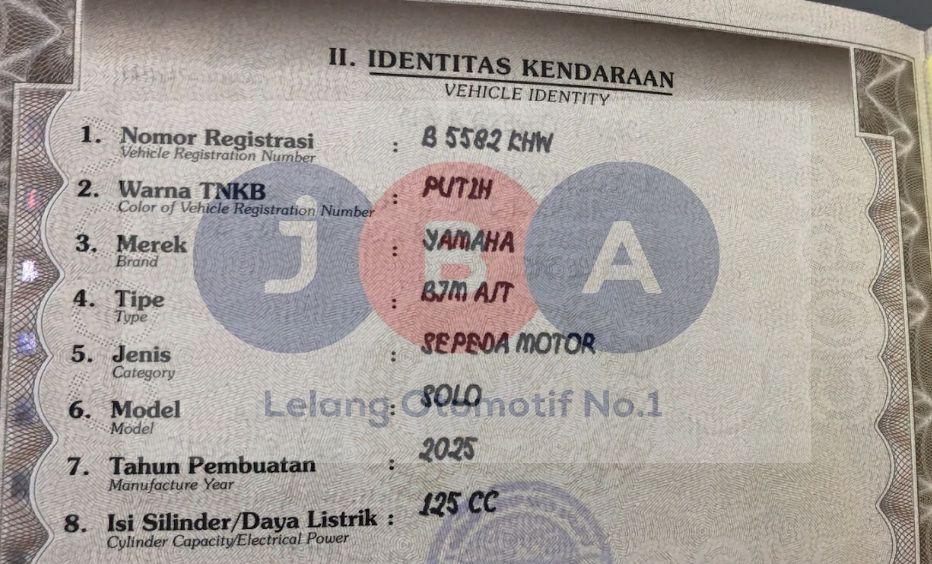 II. IDENTITAS KENDARAAN
VEHICLE IDENTITY
1. Nomor Registrasi : B 5582 KHW
Vehicle Registration Number
2. Warna TNKB : PUTIH
Color of Vehicle Registration Number
3. Merek : YAMAHA
Brand
4. Tipe : BJM A/T
Type
5. Jenis : SEPEDA MOTOR
Category
6. Model : SOLO
Model
7. Tahun Pembuatan : 2025
Manufacture Year
8. Isi Silinder/Daya Listrik : 125 CC
Cylinder Capacity/Electrical Power
JBA
Lelang Otomotif No.1